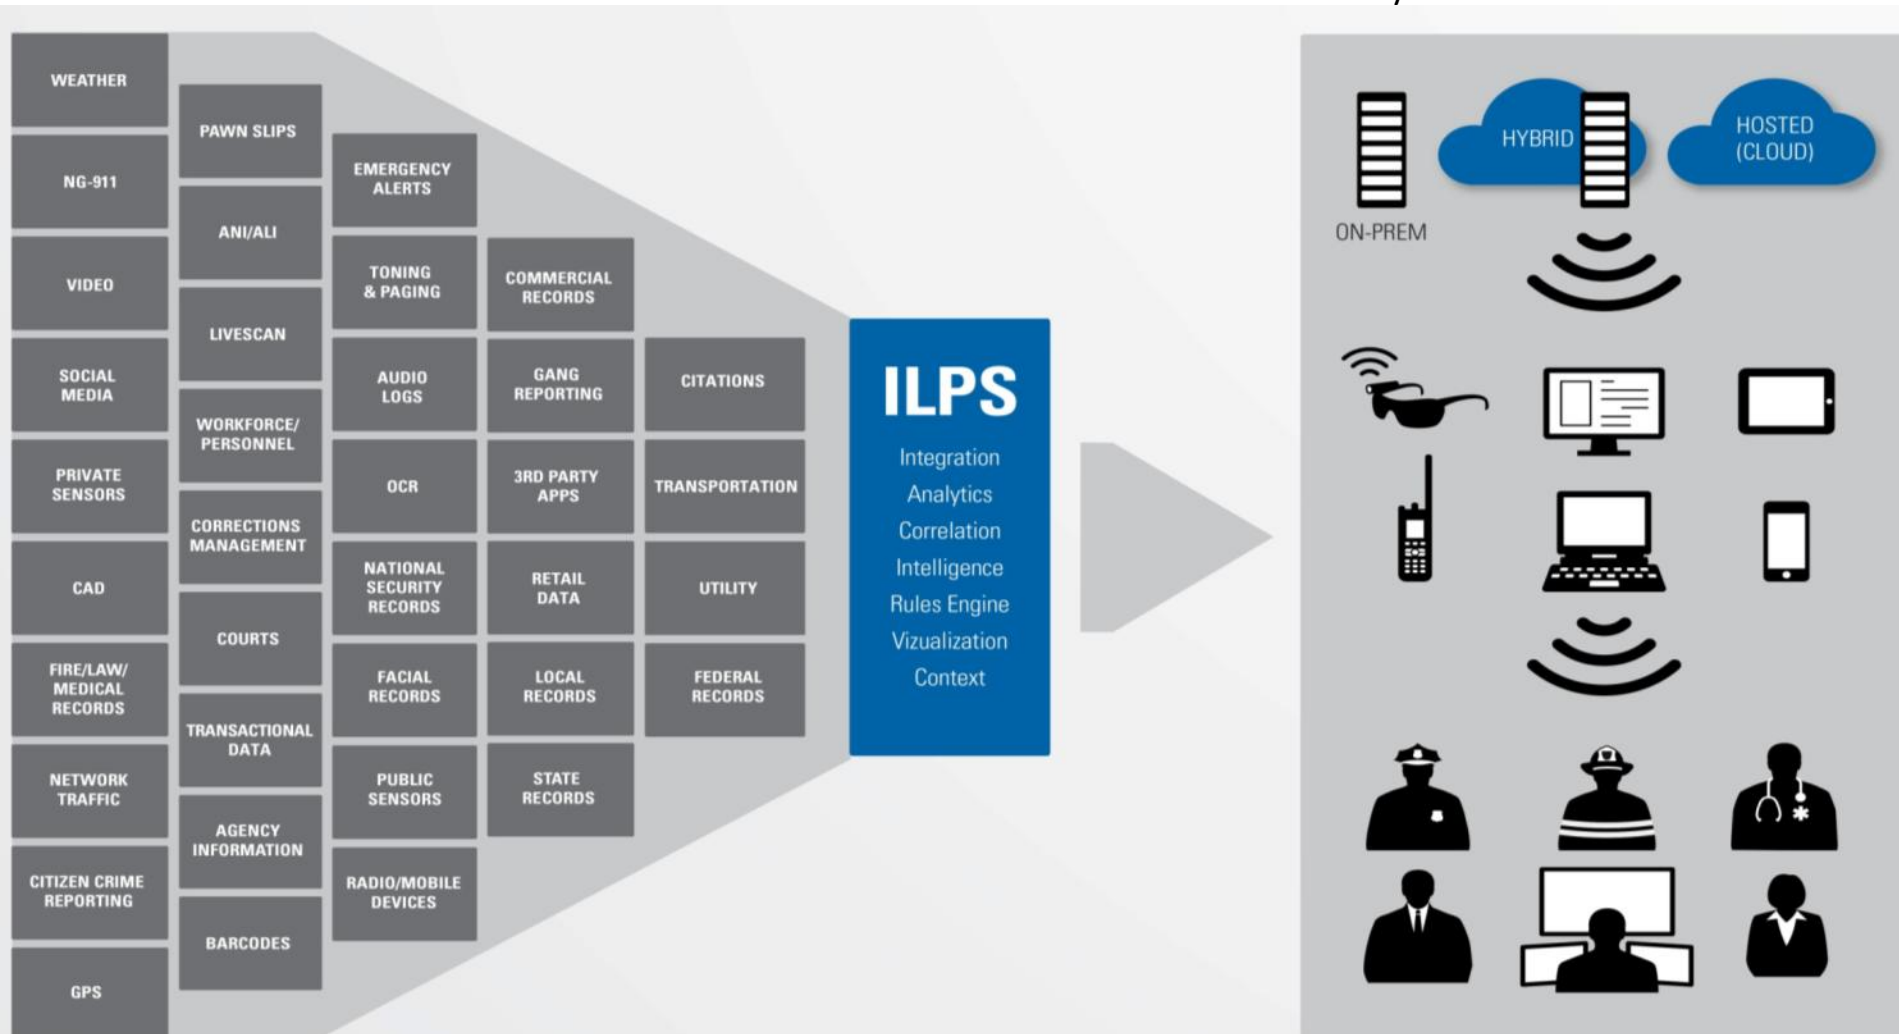 WEATHER
NG-911
VIDEO
SOCIAL
MEDIA
PRIVATE
SENSORS
CAD
FIRE/LAW/
MEDICAL
RECORDS
NETWORK
TRAFFIC
CITIZEN CRIME
REPORTING
GPS
PAWN SLIPS
ANI/ALI
LIVESCAN
WORKFORCE/
PERSONNEL
CORRECTIONS
MANAGEMENT
COURTS
TRANSACTIONAL
DATA
AGENCY
INFORMATION
BARCODES
EMERGENCY
ALERTS
TONING
& PAGING
AUDIO
LOGS
OCR
NATIONAL
SECURITY
RECORDS
FACIAL
RECORDS
PUBLIC
SENSORS
RADIO/MOBILE
DEVICES
COMMERCIAL
RECORDS
GANG
REPORTING
3RD PARTY
APPS
RETAIL
DATA
LOCAL
RECORDS
STATE
RECORDS
CITATIONS
TRANSPORTATION
UTILITY
FEDERAL
RECORDS
ILPS
Integration
Analytics
Correlation
Intelligence
Rules Engine
Vizualization
Context
ON-PREM
HYBRID
HOSTED
(CLOUD)